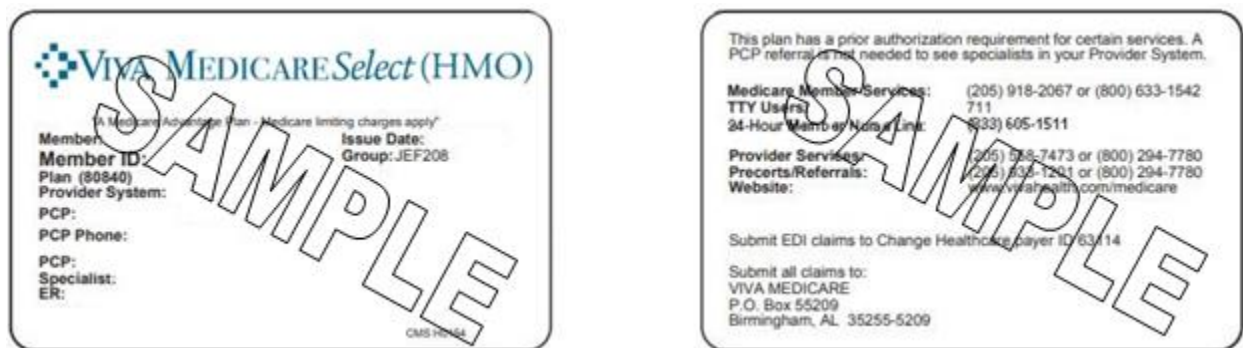 VIVA MEDICARE Select (HMO)
"A Medicare Advantage Plan - Medicare limiting charges apply"
Member:
Issue Date:
Member ID:
Group: JEF208
Plan (80840)
Provider System:
PCP:
PCP Phone:
PCP:
Specialist:
ER:
CMS H0154
SAMPLE
This plan has a prior authorization requirement for certain services. A
PCP referral is not needed to see specialists in your Provider System.
Medicare Member Services: (205) 918-2067 or (800) 633-1542
TTY Users: 711
24-Hour Member Nurse Line: (833) 605-1511
Provider Services: (205) 558-7473 or (800) 294-7780
Precerts/Referrals: (205) 933-1201 or (800) 294-7780
Website: www.vivahealth.com/medicare
Submit EDI claims to Change Healthcare payer ID 63114
Submit all claims to:
VIVA MEDICARE
P.O. Box 55209
Birmingham, AL 35255-5209
SAMPLE